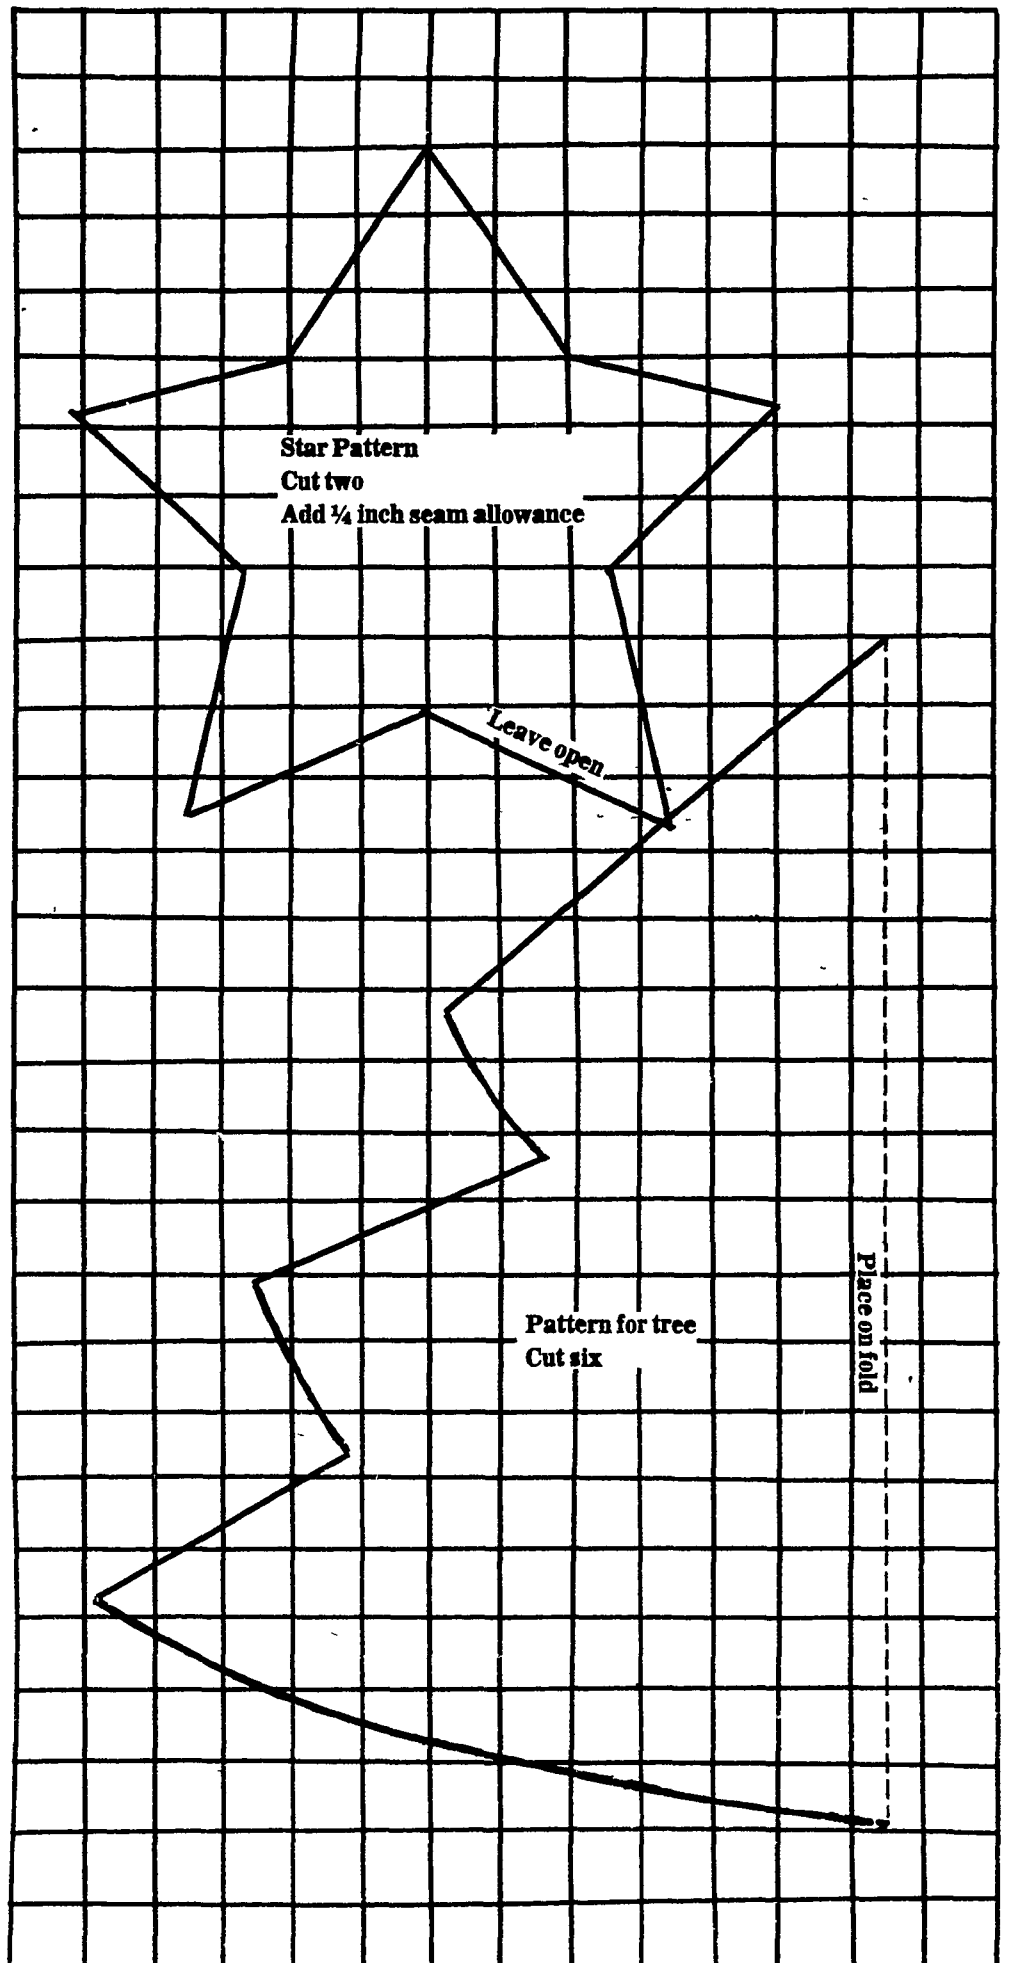 Star Pattern
Cut two
Add ¼ inch seam allowance
Leave open
Place on fold
Pattern for tree
Cut six